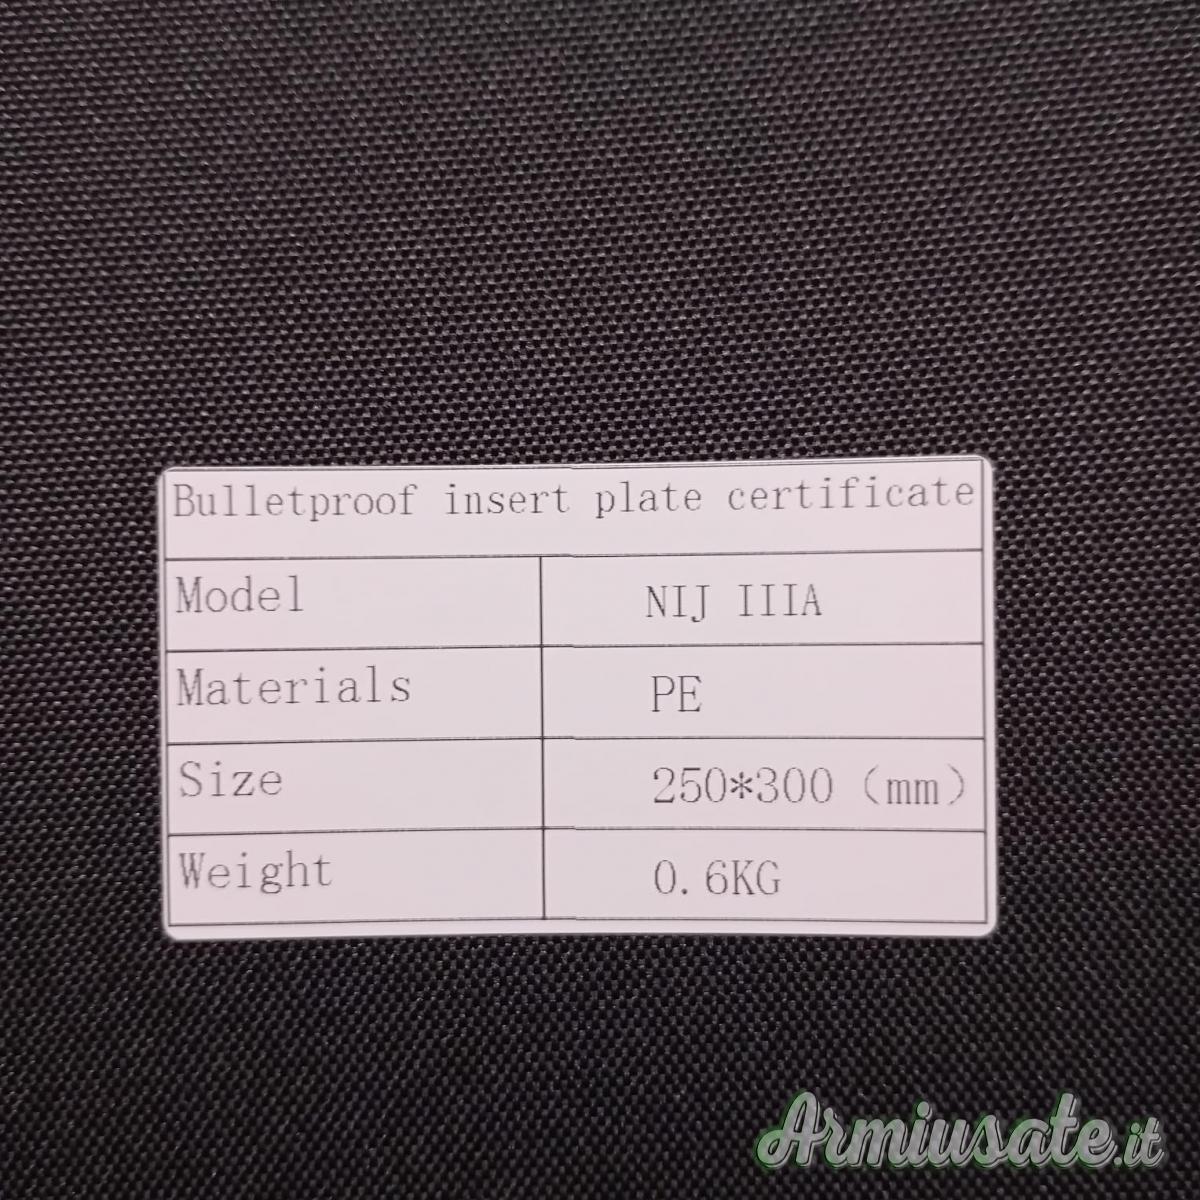 Bulletproof insert plate certificate
Model NIJ IIIA
Materials PE
Size 250*300 (mm)
Weight 0.6KG
Armiusate.it